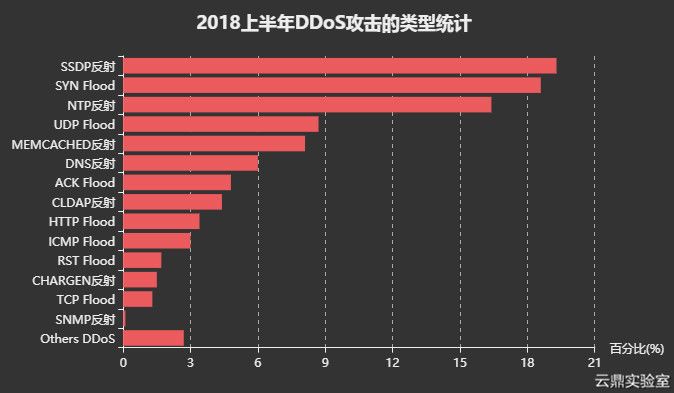 2018上半年DDoS攻击的类型统计
SSDP反射
SYN Flood
NTP反射
UDP Flood
MEMCACHED反射
DNS反射
ACK Flood
CLDAP反射
HTTP Flood
ICMP Flood
RST Flood
CHARGEN反射
TCP Flood
SNMP反射
Others DDoS
0 3 6 9 12 15 18 21
百分比(%)
云鼎实验室